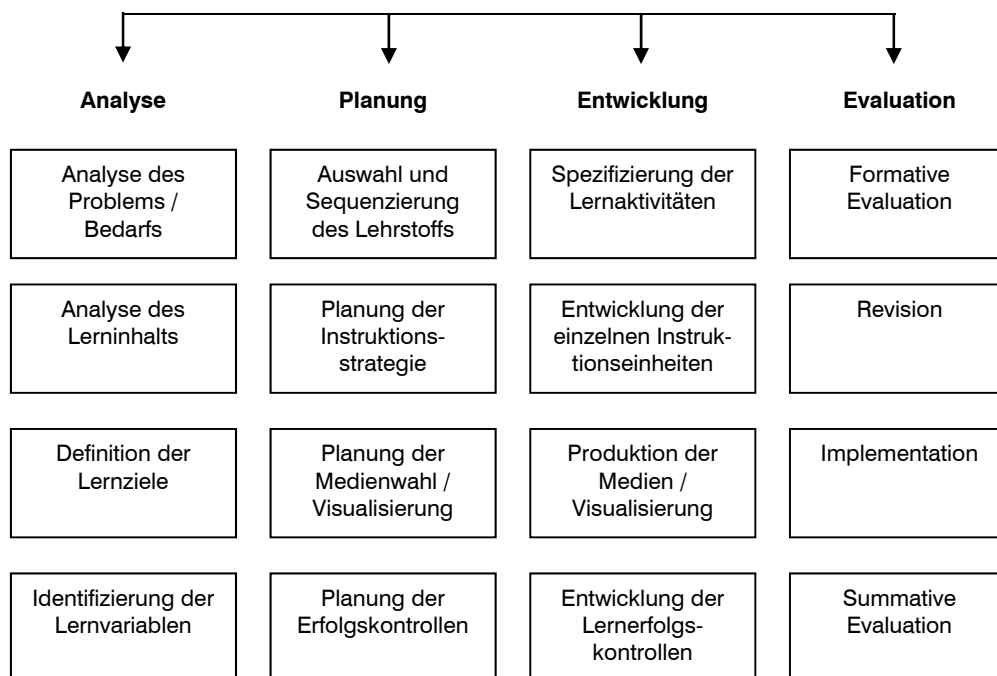 Analyse
Planung
Entwicklung
Evaluation
Analyse des
Problems /
Bedarfs
Auswahl und
Sequenzierung
des Lehrstoffs
Spezifizierung der
Lernaktivitäten
Formative
Evaluation
Analyse des
Lerninhalts
Planung der
Instruktions-
strategie
Entwicklung der
einzelnen Instruk-
tionseinheiten
Revision
Definition der
Lernziele
Planung der
Medienwahl /
Visualisierung
Produktion der
Medien /
Visualisierung
Implementation
Identifizierung der
Lernvariablen
Planung der
Erfolgskontrollen
Entwicklung der
Lernerfolgs-
kontrollen
Summative
Evaluation